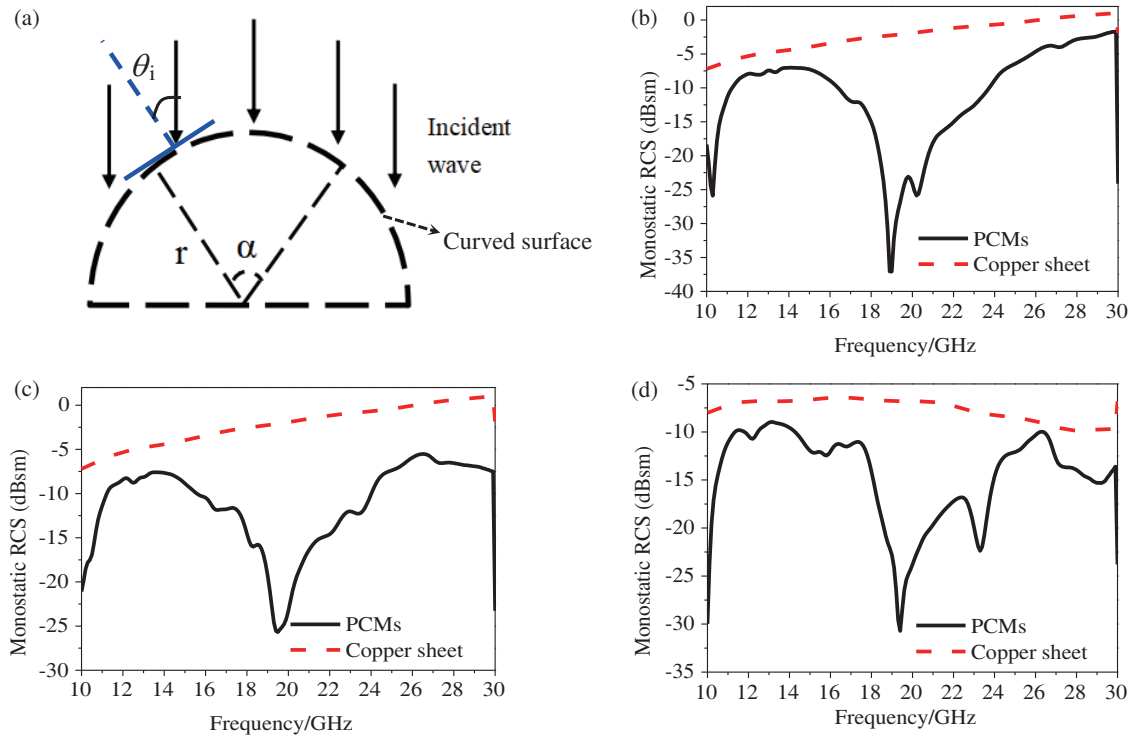 (a)
θi
Incident
wave
r
α
Curved surface
(b)
Monostatic RCS (dBsm)
0
-5
-10
-15
-20
-25
-30
-35
-40
PCMs
Copper sheet
10 12 14 16 18 20 22 24 26 28 30
Frequency/GHz
(c)
Monostatic RCS (dBsm)
0
-5
-10
-15
-20
-25
-30
PCMs
Copper sheet
10 12 14 16 18 20 22 24 26 28 30
Frequency/GHz
(d)
Monostatic RCS (dBsm)
-5
-10
-15
-20
-25
-30
-35
PCMs
Copper sheet
10 12 14 16 18 20 22 24 26 28 30
Frequency/GHz